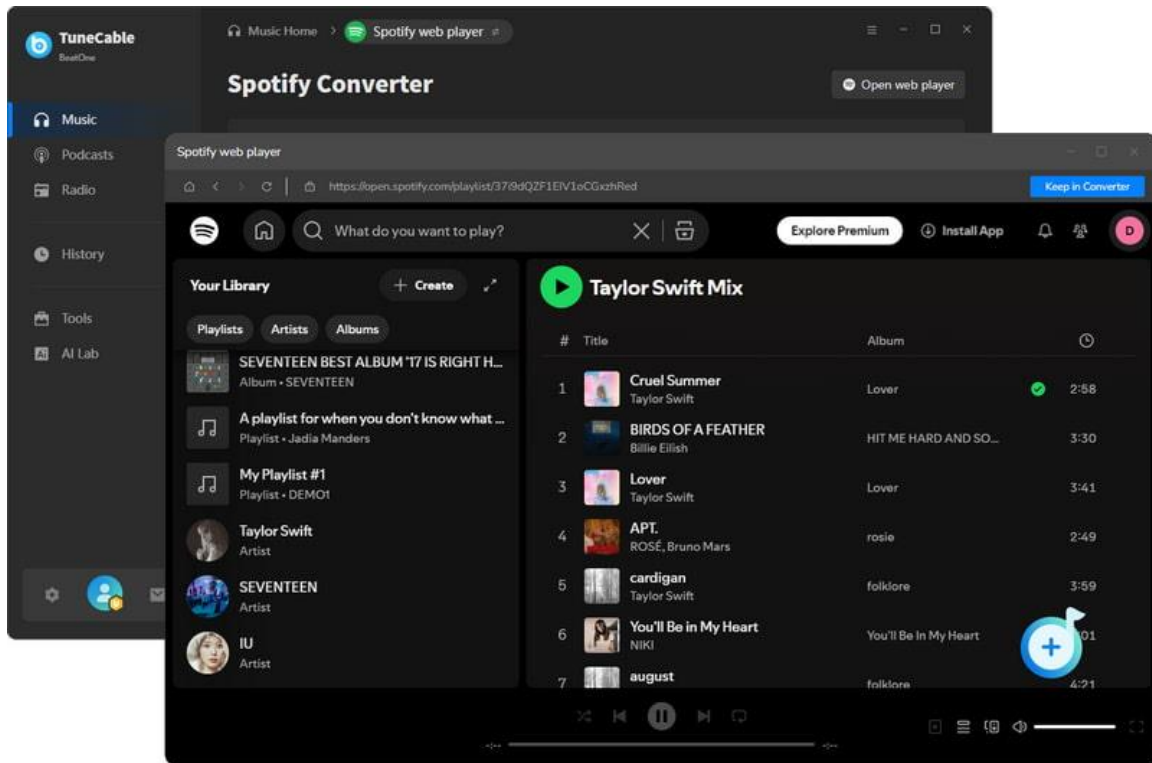 TuneCable
BeatOne
Music Home > Spotify web player
Spotify Converter
Open web player
Music
Podcasts
Radio
History
Tools
AI Lab
Spotify web player
https://open.spotify.com/playlist/37i9dQZF1EIV1oCGxzhRed
Keep in Converter
What do you want to play?
Explore Premium
Install App
D
Your Library
+ Create
Playlists Artists Albums
SEVENTEEN BEST ALBUM '17 IS RIGHT H...
Album • SEVENTEEN
A playlist for when you don't know what ...
Playlist • Jadia Manders
My Playlist #1
Playlist • DEMO1
Taylor Swift
Artist
SEVENTEEN
Artist
IU
Artist
Taylor Swift Mix
# Title Album
1 Cruel Summer Lover 2:58
Taylor Swift
2 BIRDS OF A FEATHER HIT ME HARD AND SO... 3:30
Billie Eilish
3 Lover Lover 3:41
Taylor Swift
4 APT. rosie 2:49
ROSÉ, Bruno Mars
5 cardigan folklore 3:59
Taylor Swift
6 You'll Be in My Heart You'll Be In My Heart :01
NIKI
7 august folklore 4:21
-:-- -:--